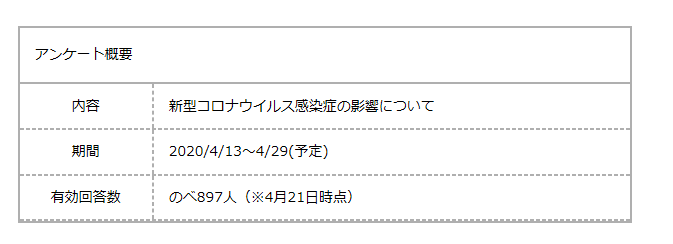 アンケート概要
内容 新型コロナウイルス感染症の影響について
期間 2020/4/13～4/29(予定)
有効回答数 のべ897人（※4月21日時点）